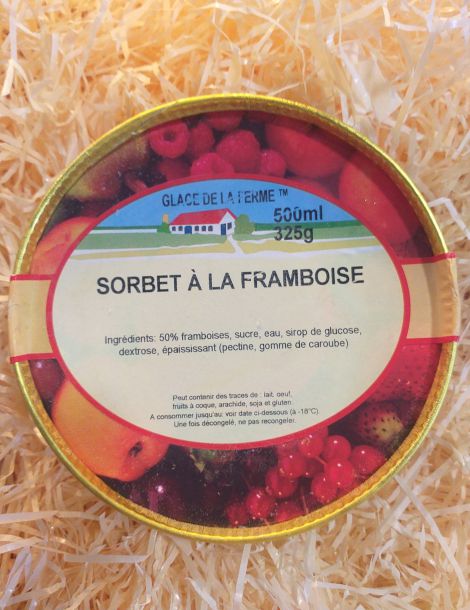 GLACE DE LA FERME ™
500ml
325g
SORBET À LA FRAMBOISE
Ingrédients: 50% framboises, sucre, eau, sirop de glucose,
dextrose, épaississant (pectine, gomme de caroube)
Peut contenir des traces de : lait, oeuf,
fruits à coque, arachide, soja et gluten.
A consommer jusqu'au: voir date ci-dessous (à -18°C).
Une fois décongelé, ne pas recongeler.